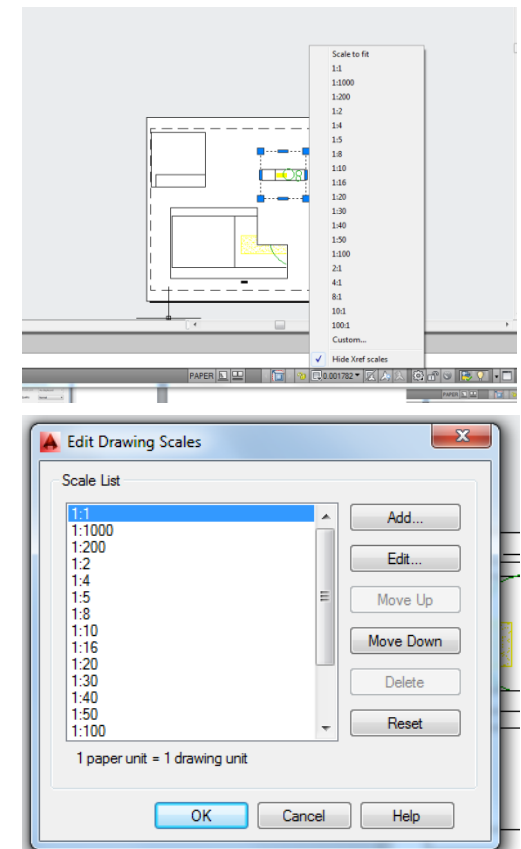 Scale to fit
1:1
1:1000
1:200
1:2
1:4
1:5
1:8
1:10
1:16
1:20
1:30
1:40
1:50
1:100
2:1
4:1
8:1
10:1
100:1
Custom...
✓ Hide Xref scales
PAPER 0.001782
PAPER
Edit Drawing Scales
Scale List
1:1
1:1000
1:200
1:2
1:4
1:5
1:8
1:10
1:16
1:20
1:30
1:40
1:50
1:100
Add...
Edit...
Move Up
Move Down
Delete
Reset
1 paper unit = 1 drawing unit
OK Cancel Help